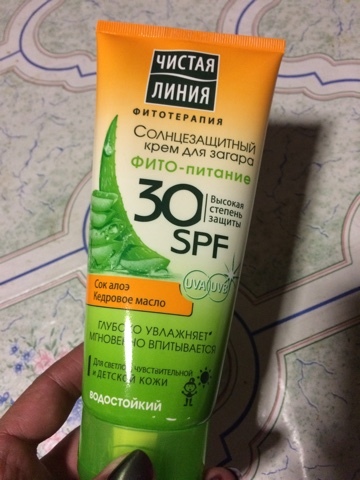 ЧИСТАЯ
ЛИНИЯ
ФИТОТЕРАПИЯ
СОЛНЦЕЗАЩИТНЫЙ
КРЕМ ДЛЯ ЗАГАРА
ФИТО-ПИТАНИЕ
30
Высокая
степень
защиты
SPF
UVA UVB
Сок алоэ
Кедровое масло
ГЛУБОКО УВЛАЖНЯЕТ*
МГНОВЕННО ВПИТЫВАЕТСЯ
Для светлой, чувствительной
и ДЕТСКОЙ КОЖИ
ВОДОСТОЙКИЙ